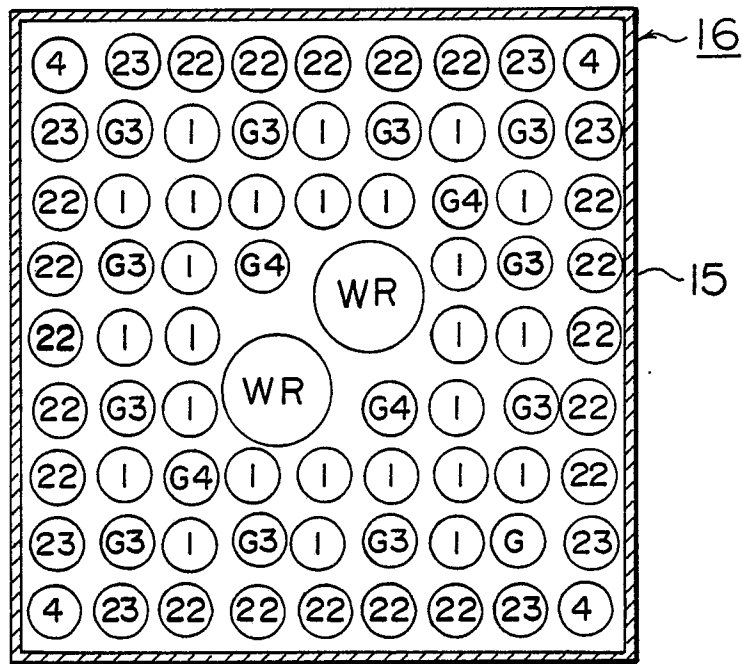 4 23 22 22 22 22 22 23 4
16
23 G3 1 G3 1 G3 1 G3 23
22 1 1 1 1 1 G4 1 22
22 G3 1 G4 WR 1 G3 22
15
22 1 1 1 1 22
22 G3 1 WR G4 1 G3 22
22 1 G4 1 1 1 1 1 22
23 G3 1 G3 1 G3 1 G 23
4 23 22 22 22 22 22 23 4